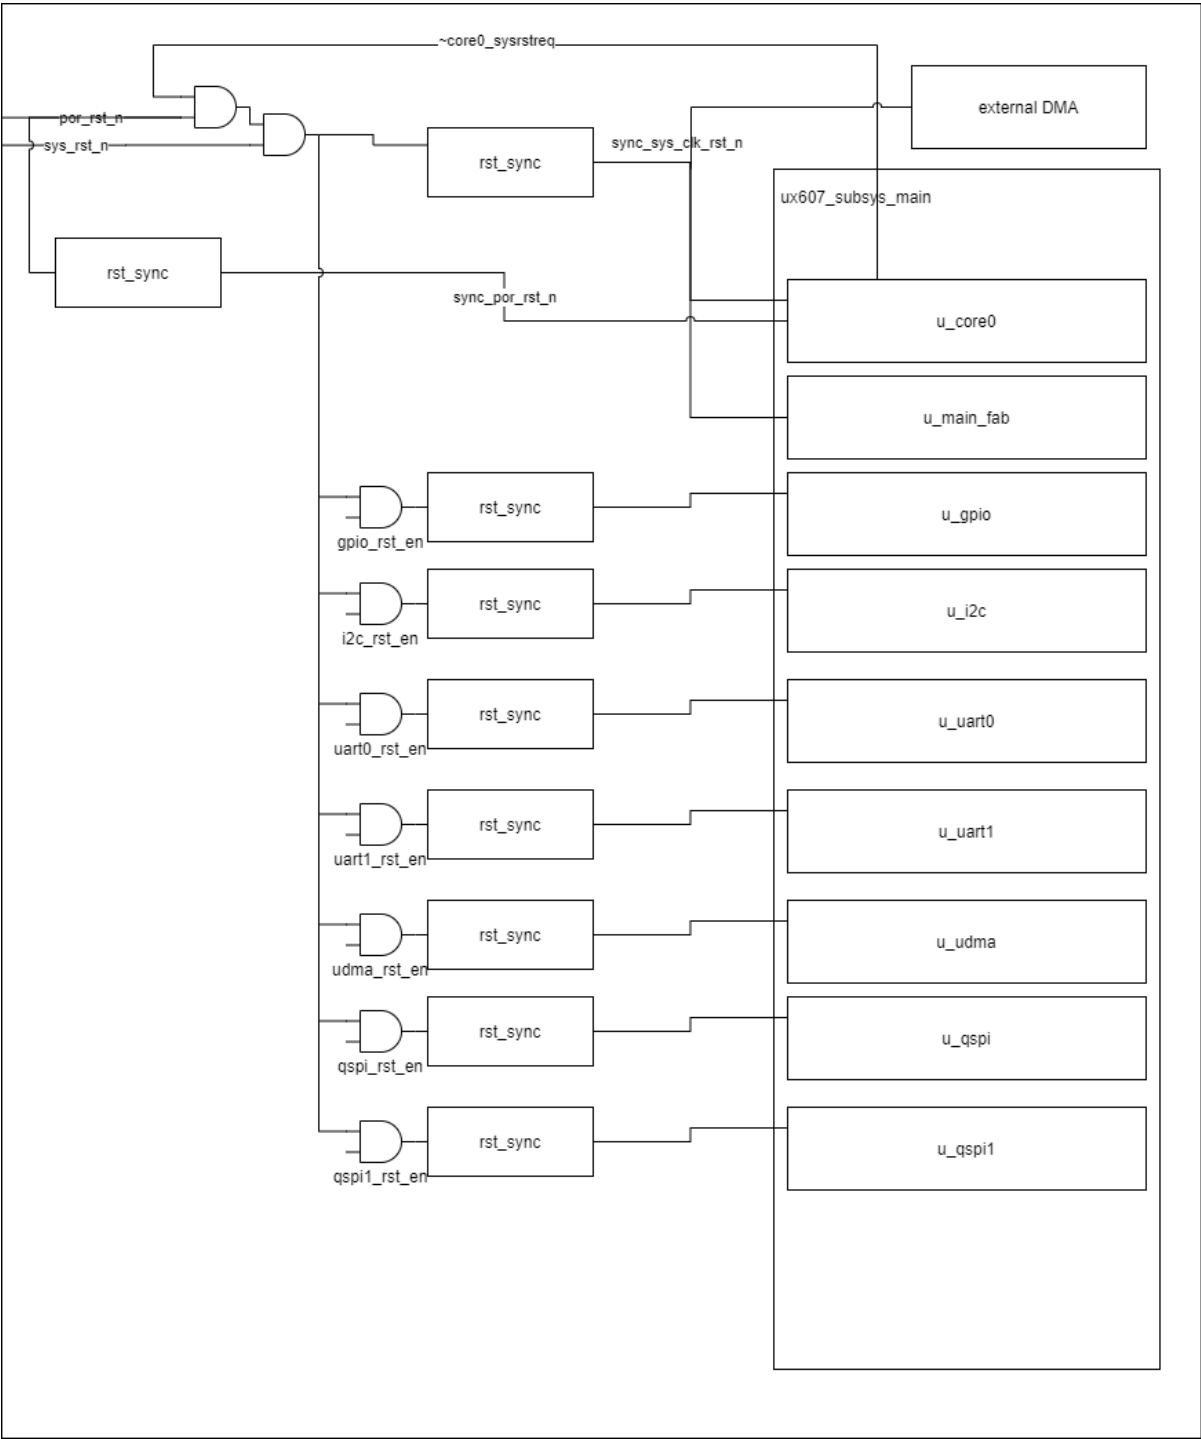 ~core0_sysrstreq
external DMA
por_rst_n
sys_rst_n
rst_sync
sync_sys_clk_rst_n
ux607_subsys_main
rst_sync
sync_por_rst_n
u_core0
u_main_fab
rst_sync
u_gpio
gpio_rst_en
rst_sync
u_i2c
i2c_rst_en
rst_sync
u_uart0
uart0_rst_en
rst_sync
u_uart1
uart1_rst_en
rst_sync
u_udma
udma_rst_en
rst_sync
u_qspi
qspi_rst_en
rst_sync
u_qspi1
qspi1_rst_en